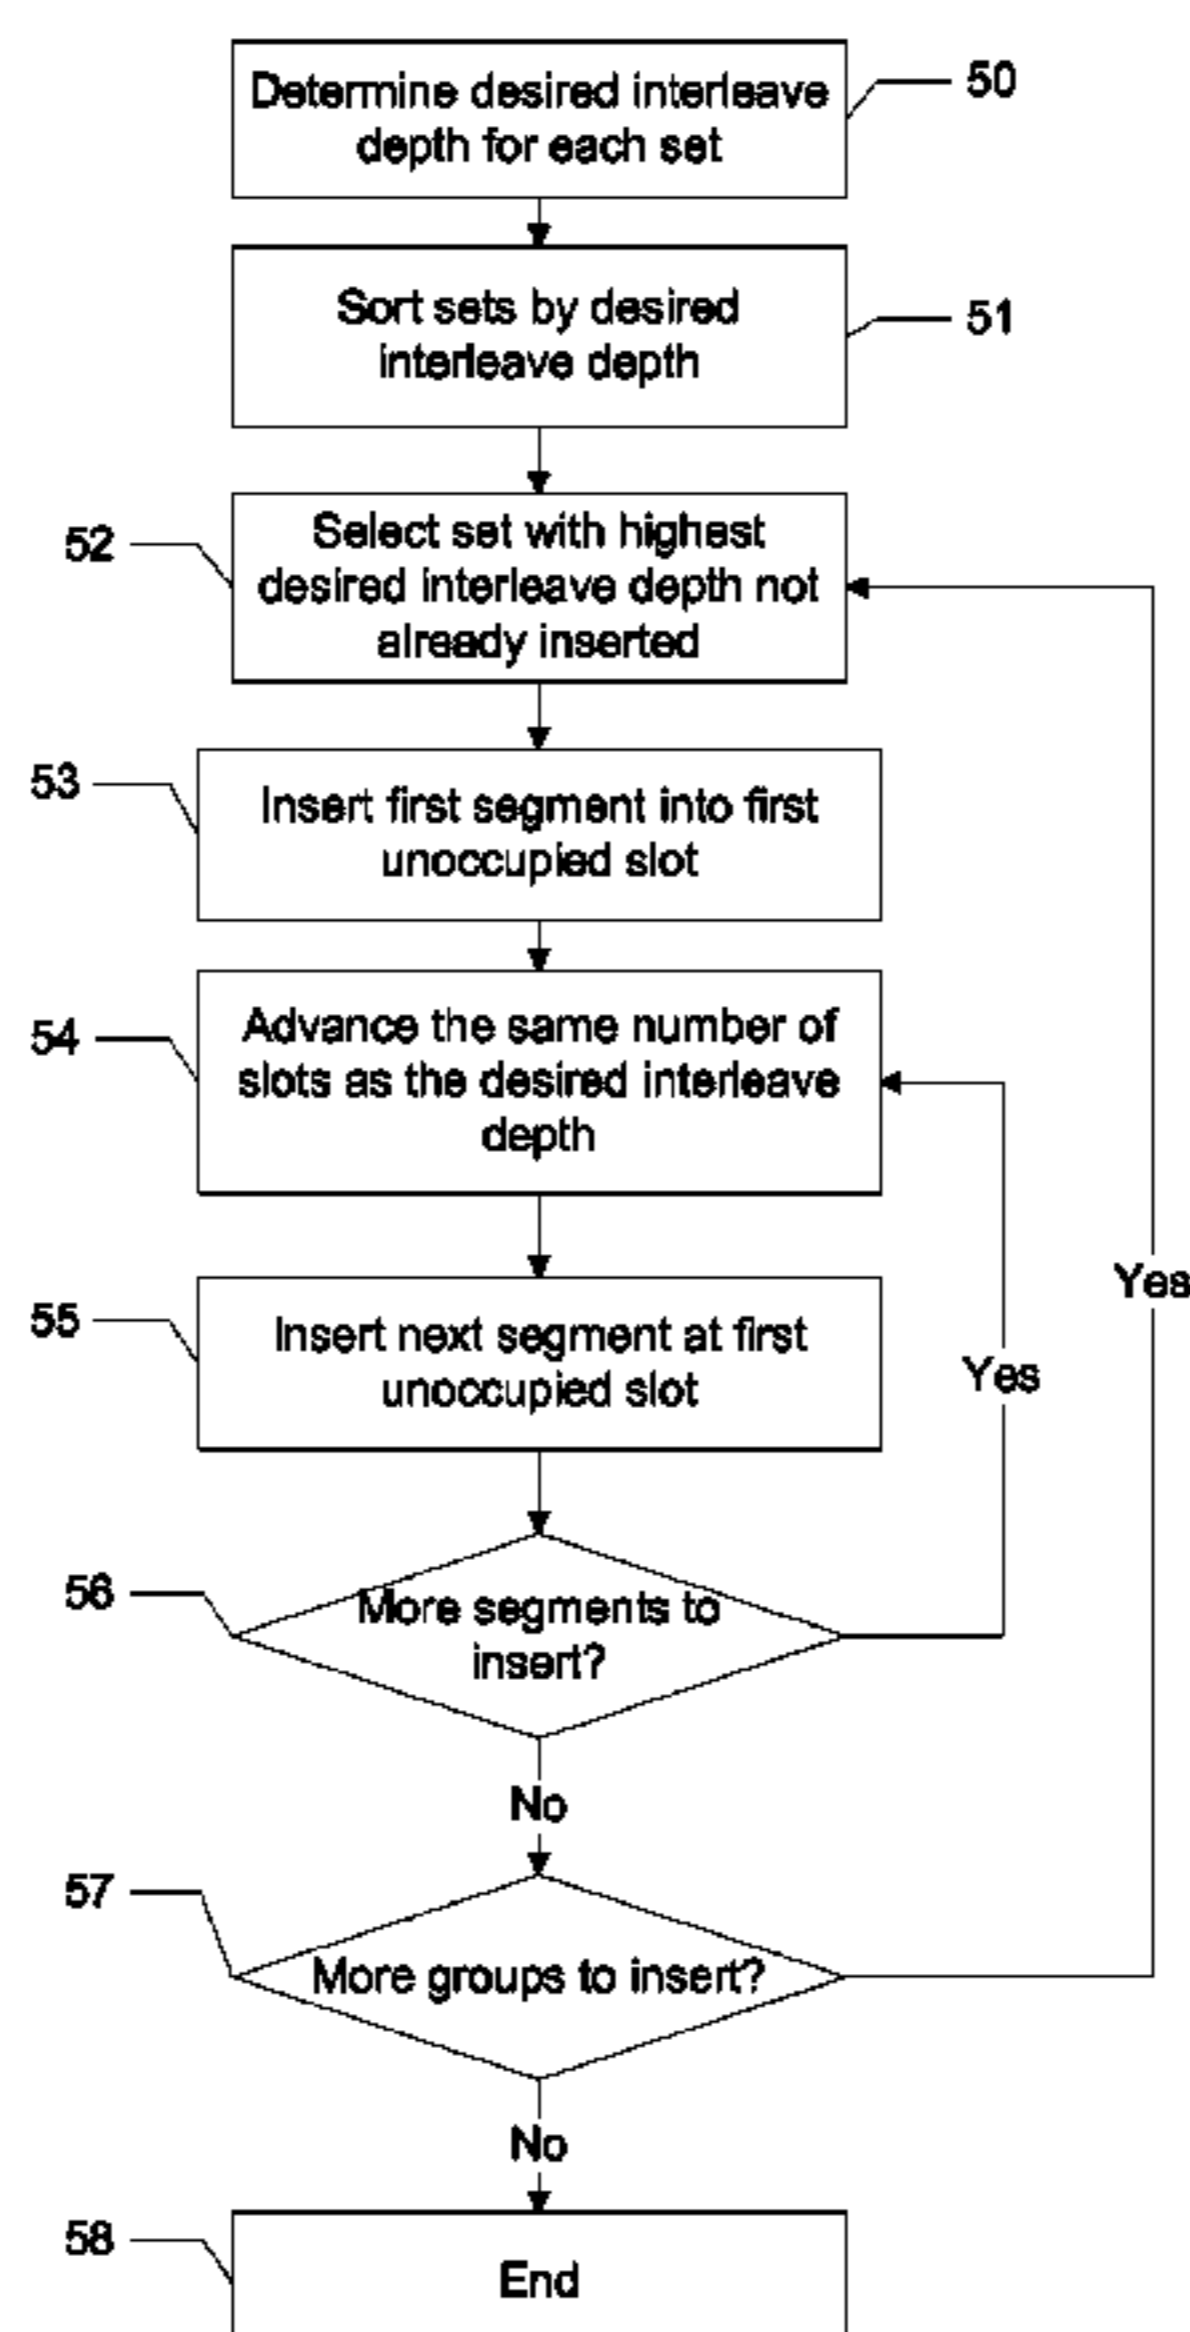 Determine desired interleave
depth for each set
50
Sort sets by desired
interleave depth
51
52
Select set with highest
desired interleave depth not
already inserted
53
Insert first segment into first
unoccupied slot
54
Advance the same number of
slots as the desired interleave
depth
Yes
55
Insert next segment at first
unoccupied slot
Yes
56
More segments to
insert?
No
57
More groups to insert?
No
58
End